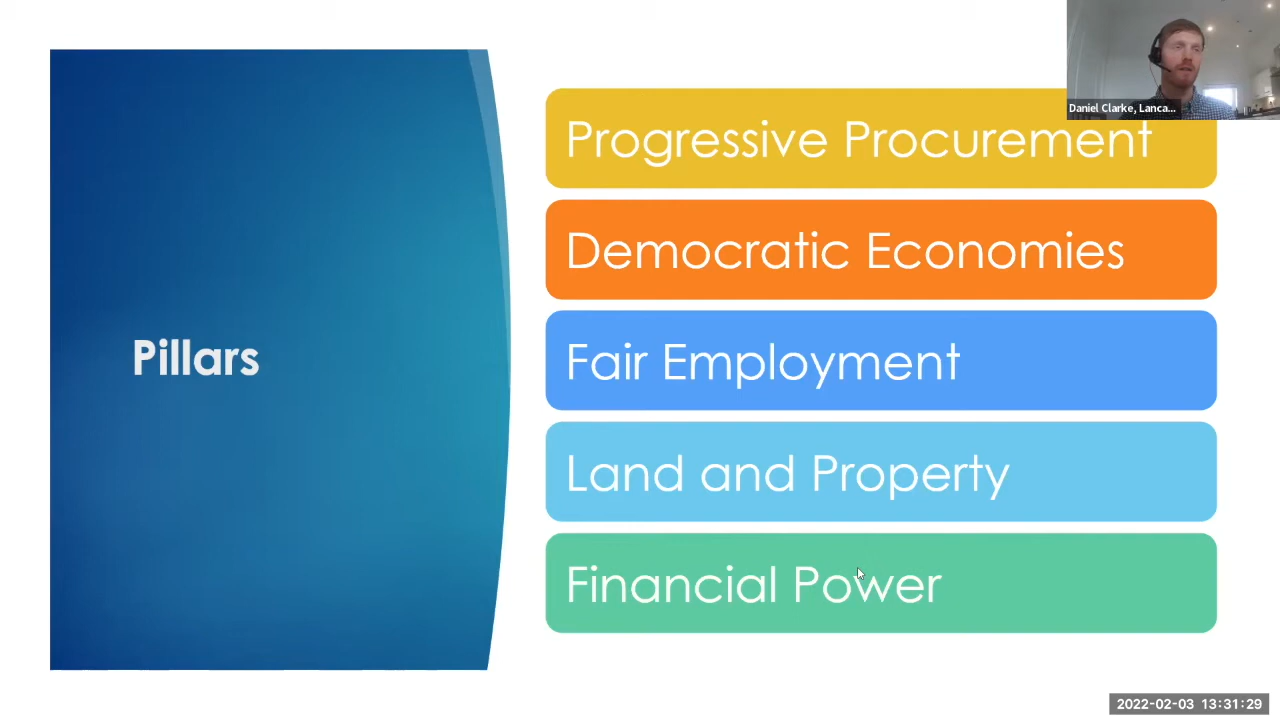 Daniel Clarke, Lanca...
Progressive Procurement
Democratic Economies
Pillars
Fair Employment
Land and Property
Financial Power
2022-02-03 13:31:29